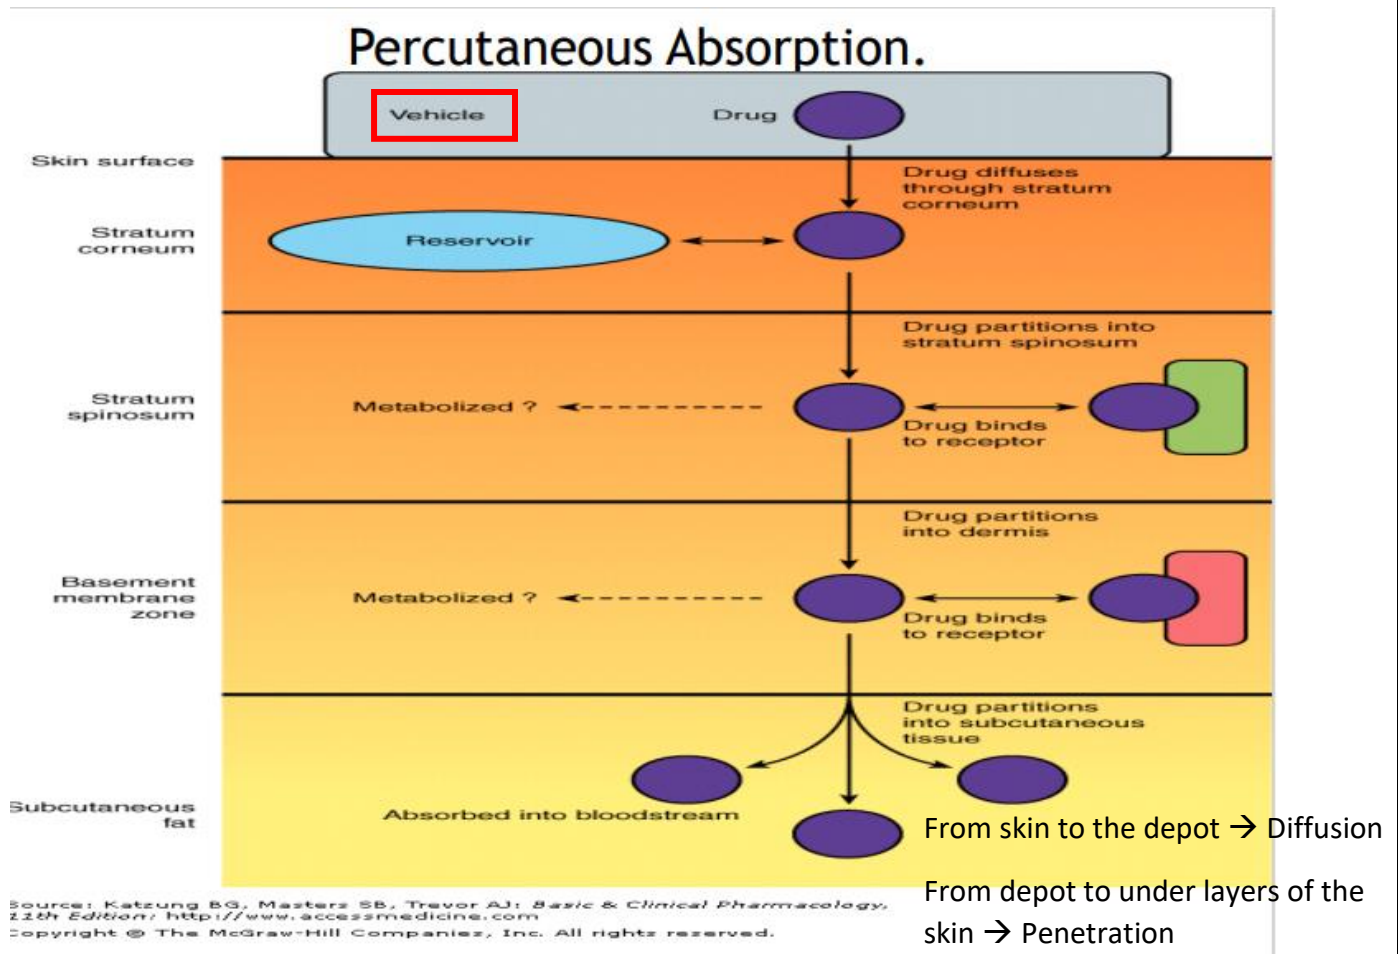 Percutaneous Absorption.
Vehicle
Drug
Skin surface
Drug diffuses
through stratum
corneum
Stratum
corneum
Reservoir
Drug partitions into
stratum spinosum
Stratum
spinosum
Metabolized ?
Drug binds
to receptor
Drug partitions
into dermis
Basement
membrane
zone
Metabolized ?
Drug binds
to receptor
Drug partitions
into subcutaneous
tissue
Subcutaneous
fat
Absorbed into bloodstream
From skin to the depot → Diffusion
From depot to under layers of the
skin → Penetration
Source: Katzung BG, Masters SB, Trevor AJ: Basic & Clinical Pharmacology,
11th Edition: http://www.accessmedicine.com
Copyright © The McGraw-Hill Companies, Inc. All rights reserved.